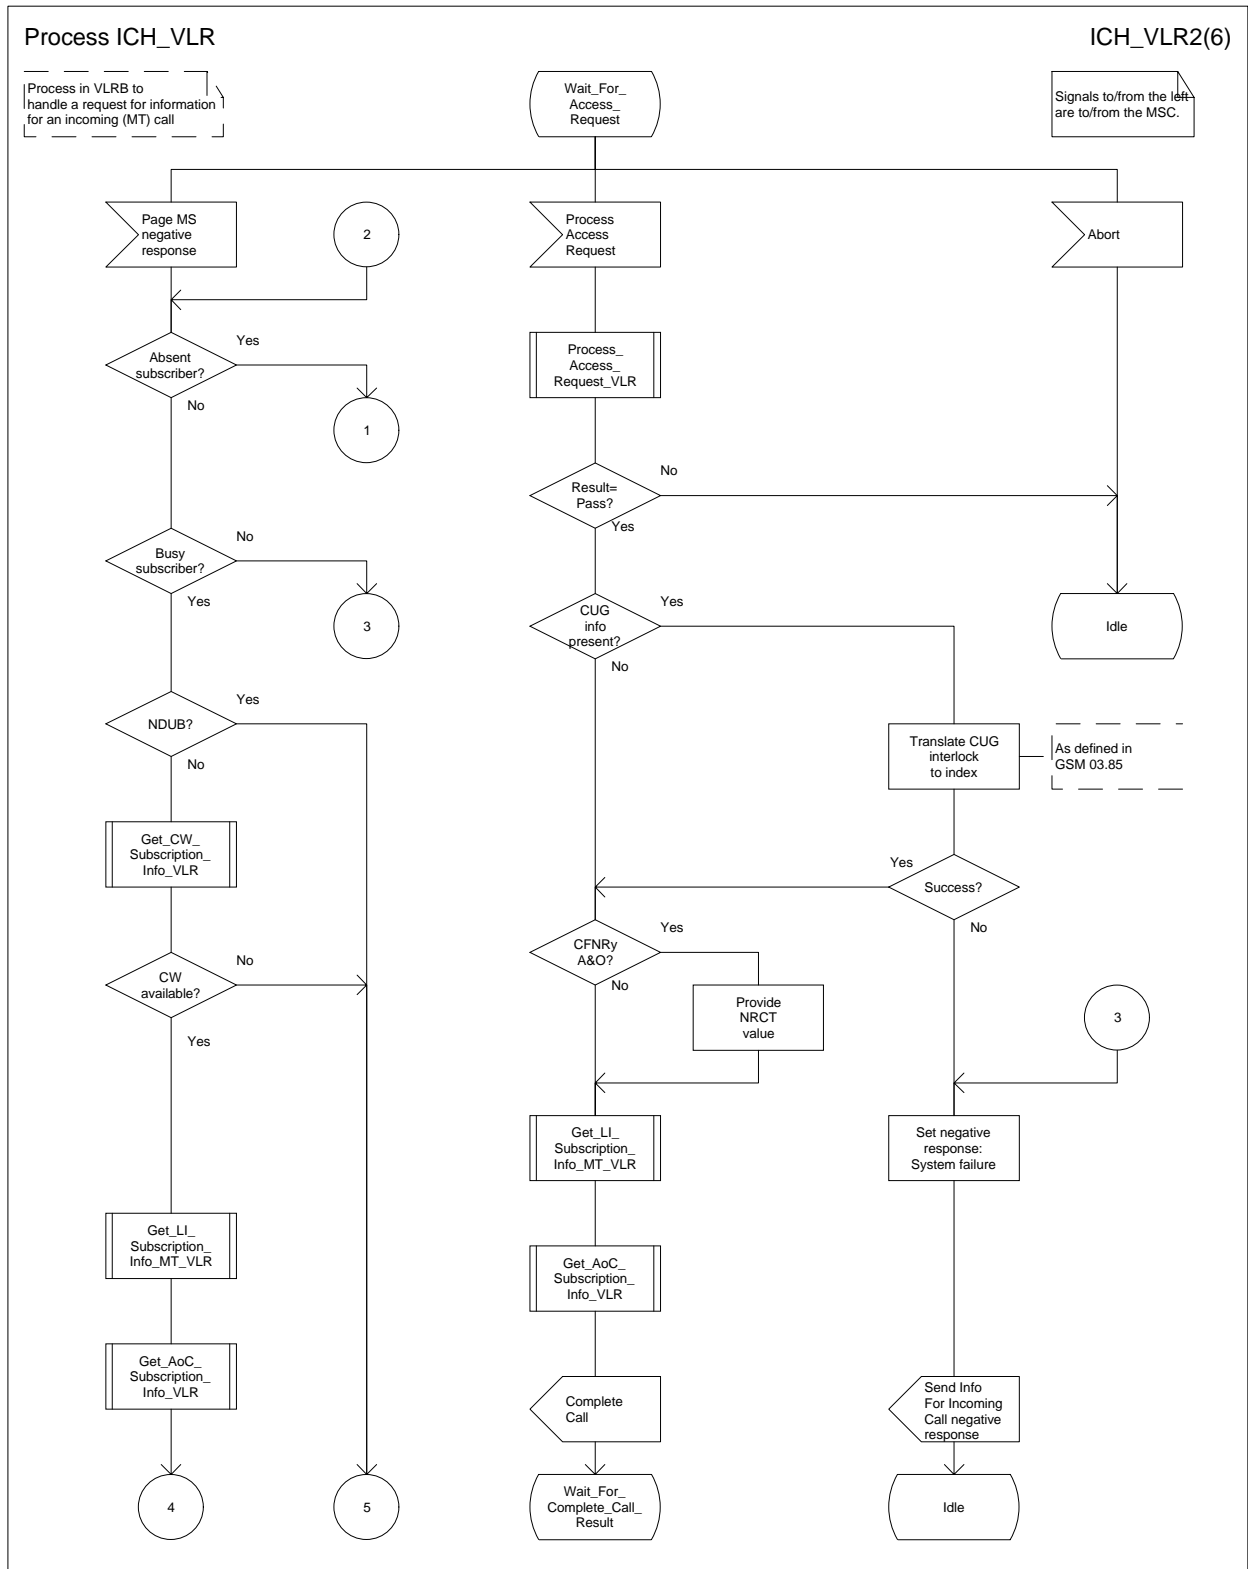 Process ICH_VLR
ICH_VLR2(6)
Process in VLRB to
handle a request for information
for an incoming (MT) call
Wait_For_
Access_
Request
Signals to/from the left
are to/from the MSC.
Page MS
negative
response
2
Process
Access
Request
Abort
Absent
subscriber?
Yes
No
1
Process_
Access_
Request_VLR
Result=
Pass?
No
Yes
Busy
subscriber?
No
Yes
3
CUG
info
present?
Yes
No
Idle
NDUB?
Yes
No
Translate CUG
interlock
to index
As defined in
GSM 03.85
Get_CW_
Subscription_
Info_VLR
Yes
Success?
No
CW
available?
No
Yes
CFNRy
A&O?
Yes
No
Provide
NRCT
value
3
Get_LI_
Subscription_
Info_MT_VLR
Set negative
response:
System failure
Get_LI_
Subscription_
Info_MT_VLR
Get_AoC_
Subscription_
Info_VLR
Get_AoC_
Subscription_
Info_VLR
Complete
Call
Send Info
For Incoming
Call negative
response
4
5
Wait_For_
Complete_Call_
Result
Idle